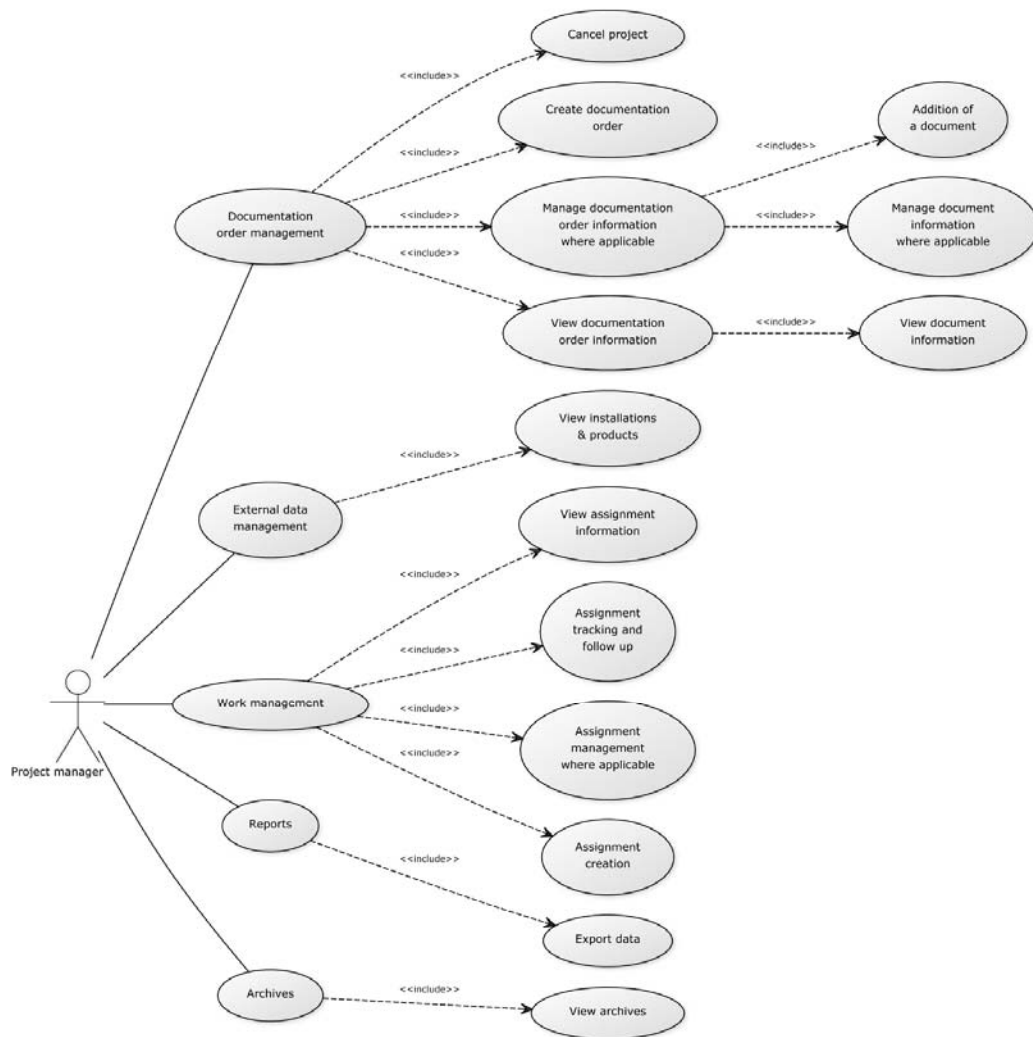 Cancel project
<<include>>
Create documentation
order
Addition of
a document
<<include>>
<<include>>
Documentation
order management
<<include>>
Manage documentation
order information
where applicable
<<include>>
Manage document
information
where applicable
<<include>>
View documentation
order information
<<include>>
View document
information
View installations
& products
<<include>>
External data
management
View assignment
information
<<include>>
Assignment
tracking and
follow up
<<include>>
Work management
<<include>>
Assignment
management
where applicable
Project manager
<<include>>
Reports
Assignment
creation
<<include>>
Export data
Archives
<<include>>
View archives